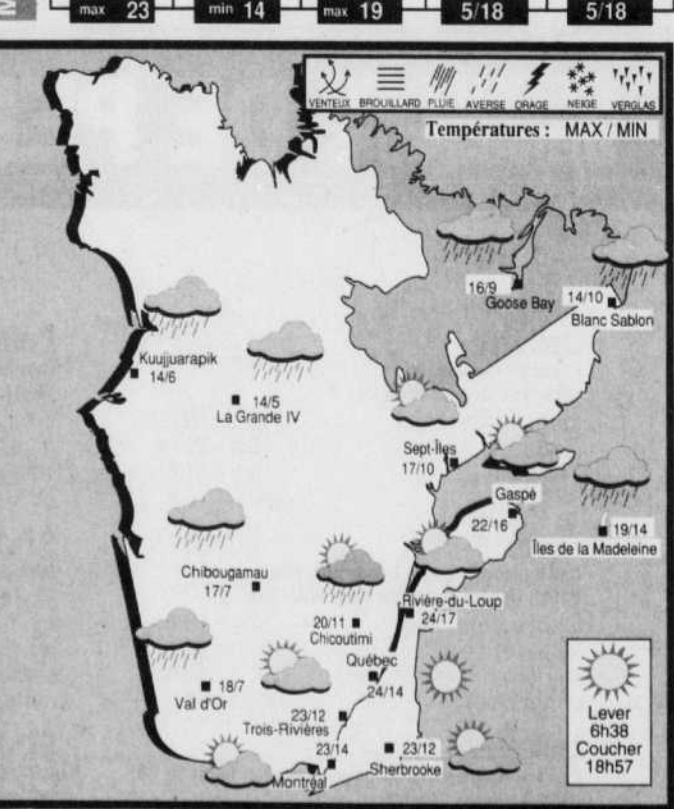 max 23
min 14
max 19
5/18
5/18
VENTEUX BROUILLARD PLUIE AVERSE ORAGE NEIGE VERGLAS
Températures : MAX / MIN
16/9
Goose Bay
14/10
Blanc Sablon
Kuujjuarapik
14/6
14/5
La Grande IV
Sept-Îles
17/10
Gaspé
22/16
19/14
Îles de la Madeleine
Chibougamau
17/7
Rivière-du-Loup
24/17
20/11
Chicoutimi
Québec
24/14
18/7
Val d'Or
23/12
Trois-Rivières
23/14
Montréal
23/12
Sherbrooke
Lever
6h38
Coucher
18h57